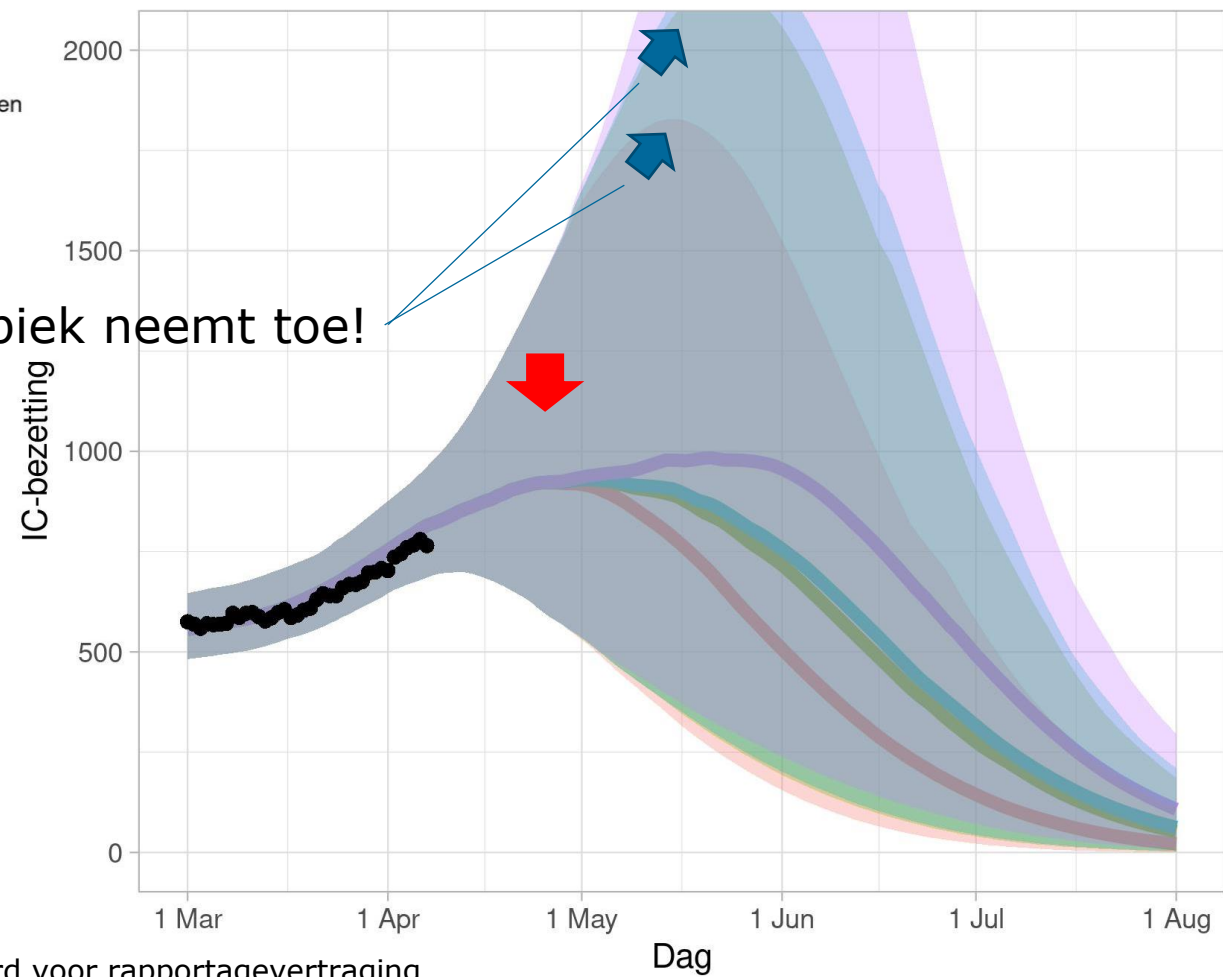 2000
en
1500
piek neemt toe!
IC-bezetting
1000
500
0
1 Mar 1 Apr 1 May 1 Jun 1 Jul 1 Aug
Dag
rd voor rapportagevertraging